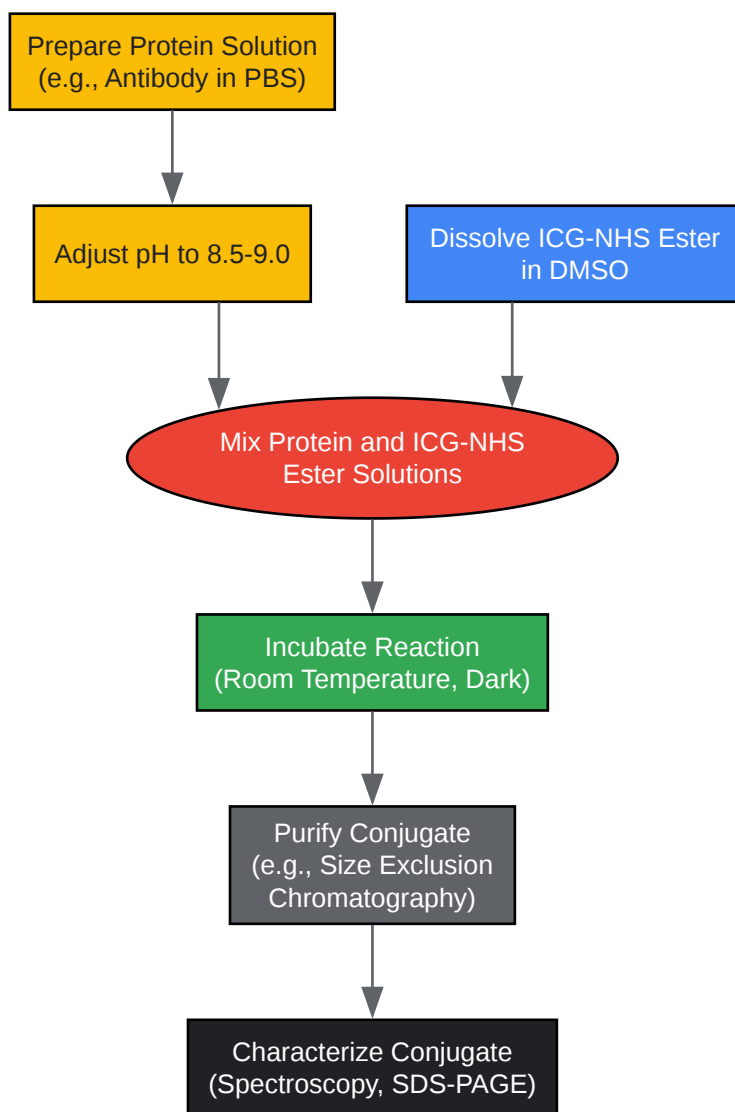 Prepare Protein Solution
(e.g., Antibody in PBS)
Adjust pH to 8.5-9.0
Dissolve ICG-NHS Ester
in DMSO
Mix Protein and ICG-NHS
Ester Solutions
Incubate Reaction
(Room Temperature, Dark)
Purify Conjugate
(e.g., Size Exclusion
Chromatography)
Characterize Conjugate
(Spectroscopy, SDS-PAGE)